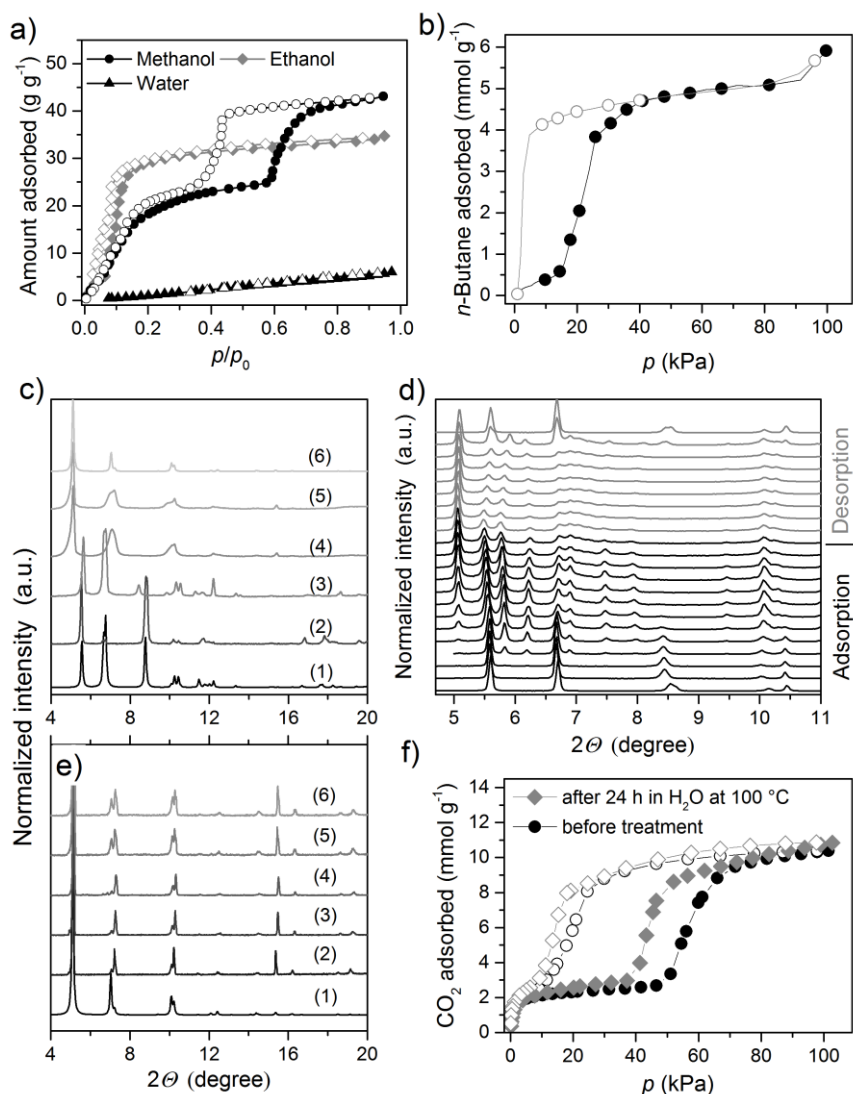 a)
Methanol
Ethanol
Water
Amount adsorbed (g g⁻¹)
50
40
30
20
10
0
0.0 0.2 0.4 0.6 0.8 1.0
p/p₀
b)
n-Butane adsorbed (mmol g⁻¹)
6
5
4
3
2
1
0
0 20 40 60 80 100
p (kPa)
c)
Normalized intensity (a.u.)
(6)
(5)
(4)
(3)
(2)
(1)
4 8 12 16 20
d)
Normalized intensity (a.u.)
Desorption
Adsorption
5 6 7 8 9 10 11
2Θ (degree)
e)
(6)
(5)
(4)
(3)
(2)
(1)
4 8 12 16 20
2Θ (degree)
f)
CO₂ adsorbed (mmol g⁻¹)
14
12
10
8
6
4
2
0
after 24 h in H₂O at 100 °C
before treatment
0 20 40 60 80 100
p (kPa)